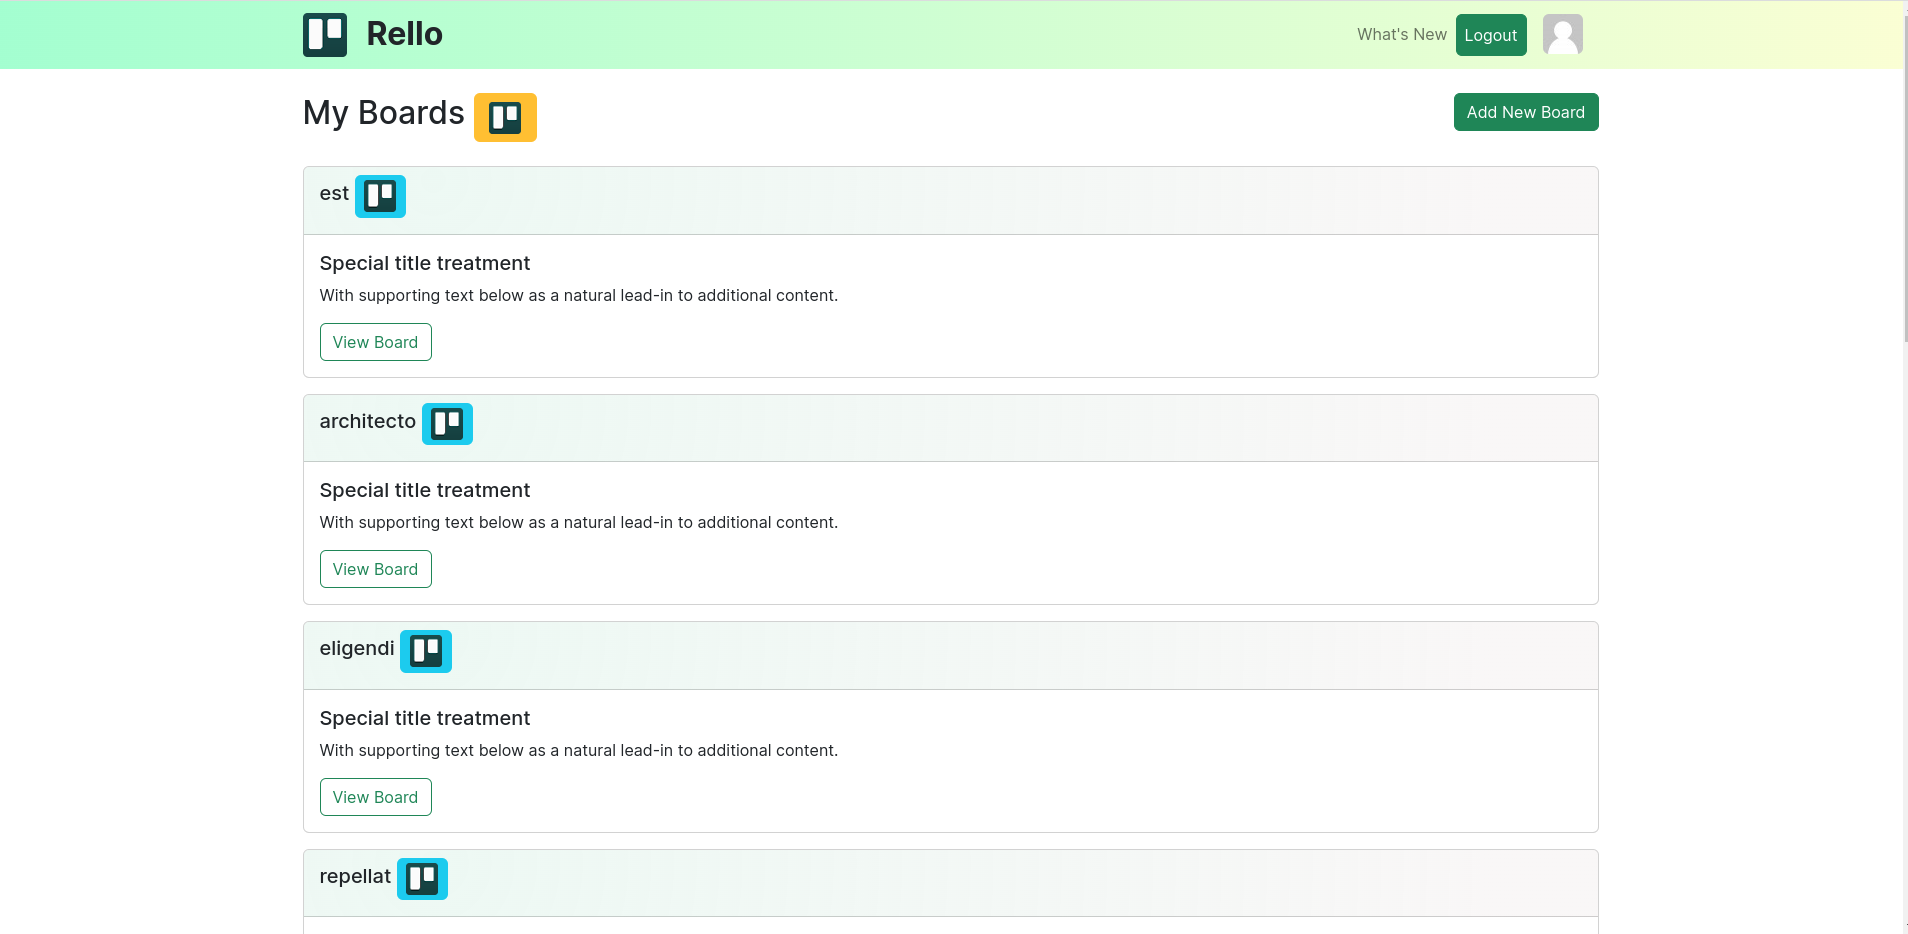 Rello
What's New
Logout
My Boards
Add New Board
est
Special title treatment
With supporting text below as a natural lead-in to additional content.
View Board
architecto
Special title treatment
With supporting text below as a natural lead-in to additional content.
View Board
eligendi
Special title treatment
With supporting text below as a natural lead-in to additional content.
View Board
repellat